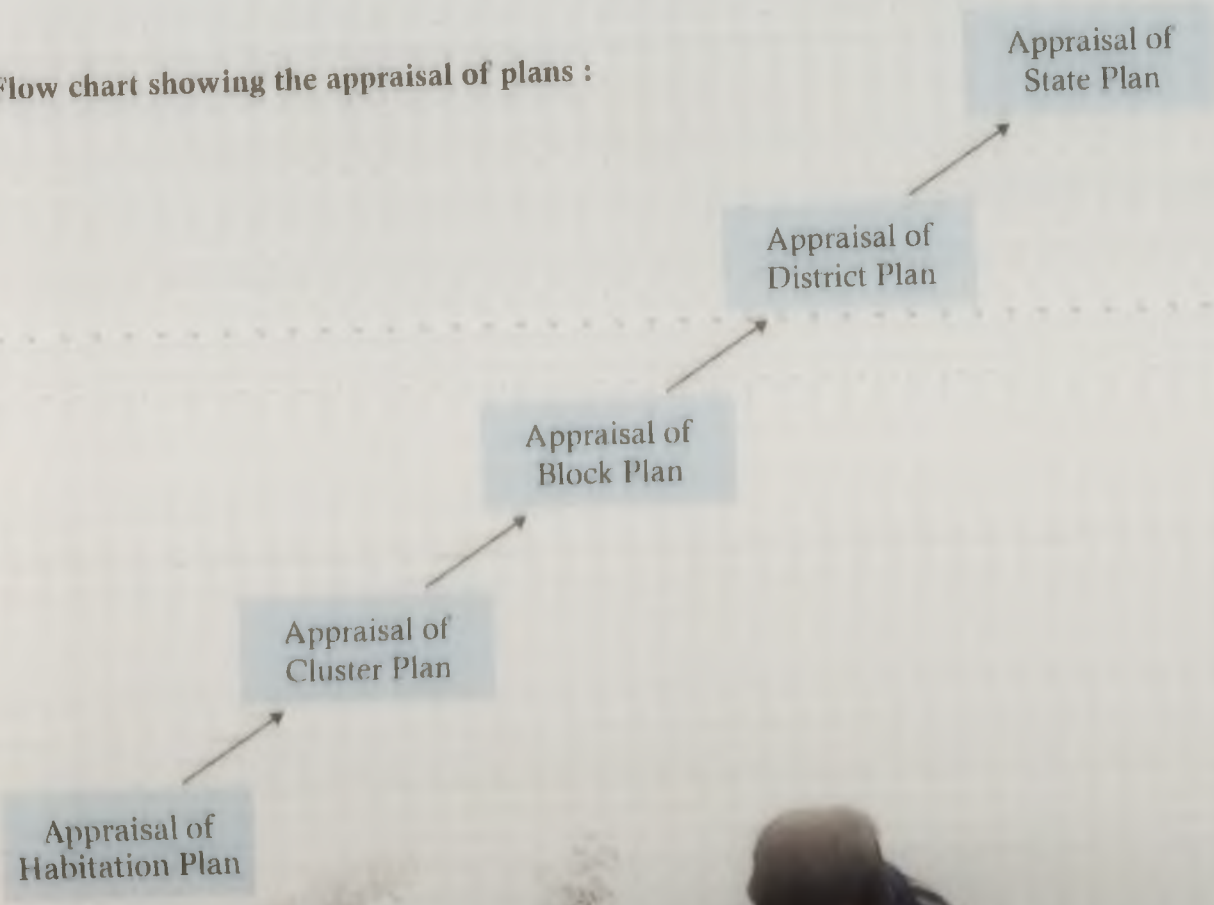 Flow chart showing the appraisal of plans :
Appraisal of
State Plan
Appraisal of
District Plan
Appraisal of
Block Plan
Appraisal of
Cluster Plan
Appraisal of
Habitation Plan